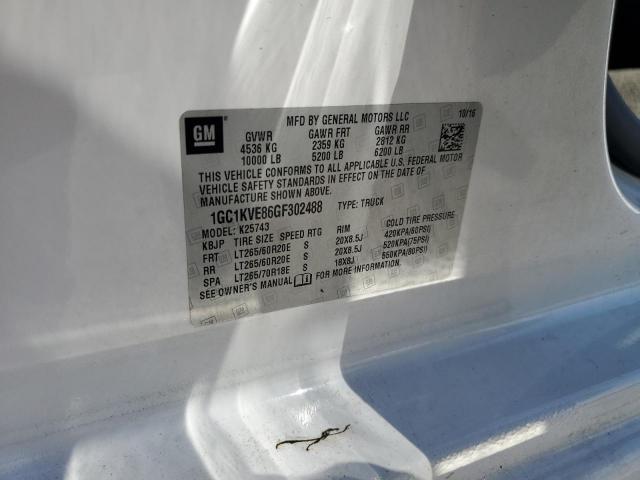 GM
MFD BY GENERAL MOTORS LLC 10/16
GVWR GAWR FRT GAWR RR
4536 KG 2359 KG 2812 KG
10000 LB 5200 LB 6200 LB
THIS VEHICLE CONFORMS TO ALL APPLICABLE U.S. FEDERAL MOTOR
VEHICLE SAFETY STANDARDS IN EFFECT ON THE DATE OF
MANUFACTURE SHOWN ABOVE.
1GC1KVE86GF302488 TYPE: TRUCK
MODEL: K25743
KBJP TIRE SIZE SPEED RTG RIM COLD TIRE PRESSURE
FRT LT265/60R20E S 20X8.5J 420KPA(60PSI)
RR LT265/60R20E S 20X8.5J 520KPA(75PSI)
SPA LT265/70R18E S 18X8J 550KPA(80PSI)
SEE OWNER'S MANUAL FOR MORE INFORMATION.